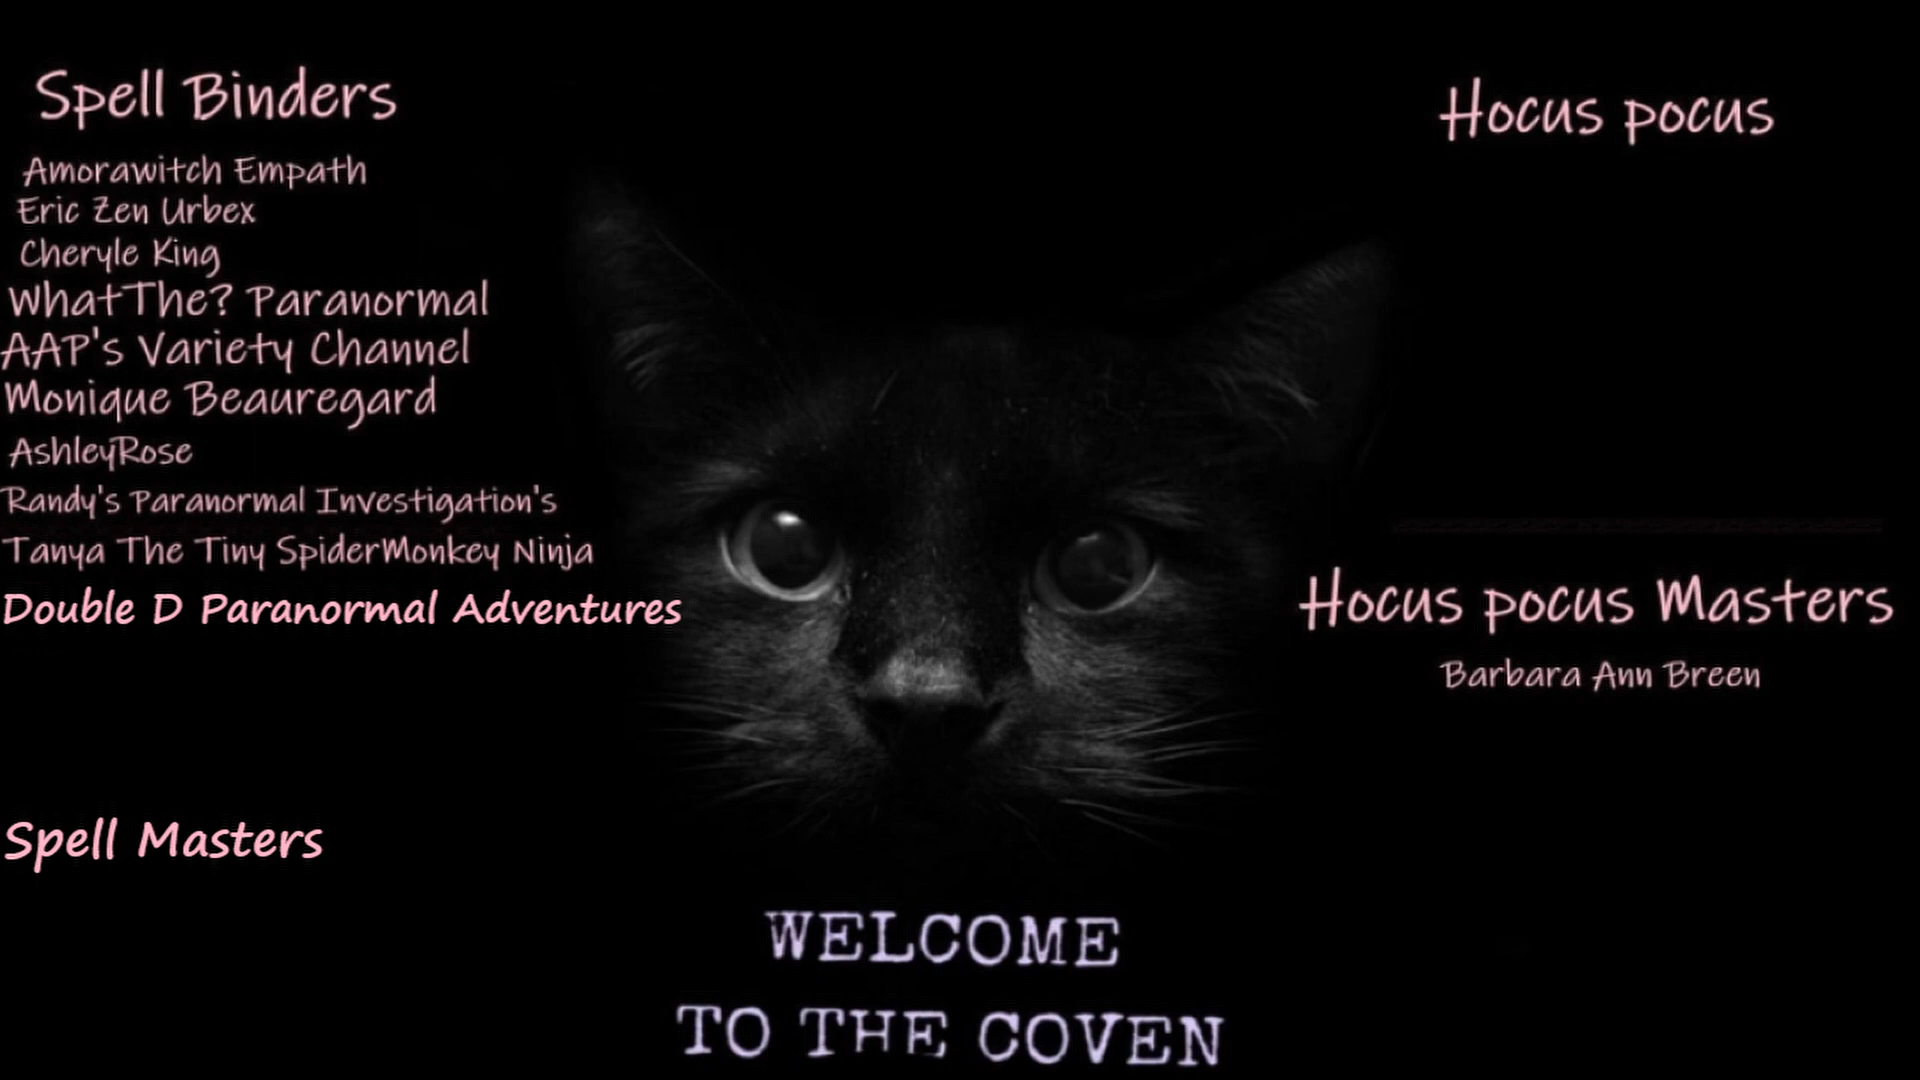 Spell Binders
Amorawitch Empath
Eric Zen Urbex
Cheryle King
WhatThe? Paranormal
AAP's Variety Channel
Monique Beauregard
AshleyRose
Randy's Paranormal Investigation's
Tanya The Tiny SpiderMonkey Ninja
Double D Paranormal Adventures
Spell Masters
Hocus pocus
Hocus pocus Masters
Barbara Ann Breen
WELCOME
TO THE COVEN